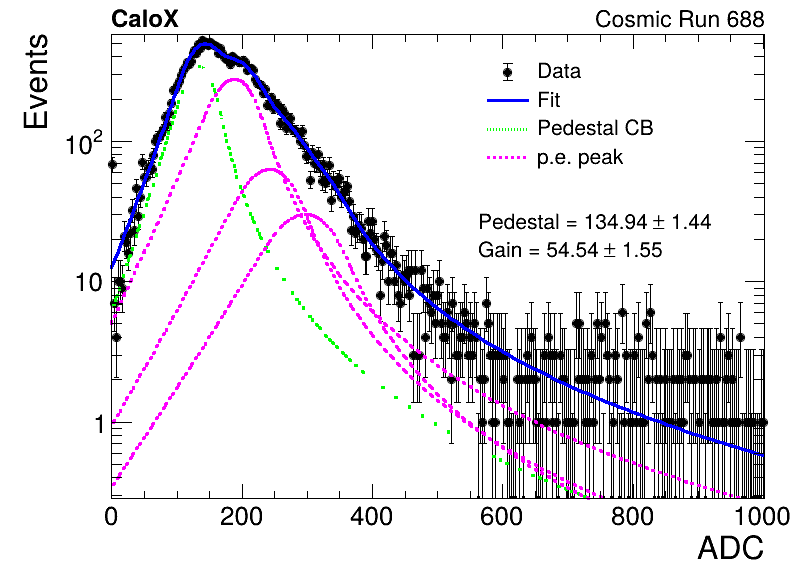 CaloX Cosmic Run 688
Events
Data
Fit
Pedestal CB
p.e. peak
Pedestal = 134.94 ± 1.44
Gain = 54.54 ± 1.55
10²
10
1
0 200 400 600 800 1000
ADC